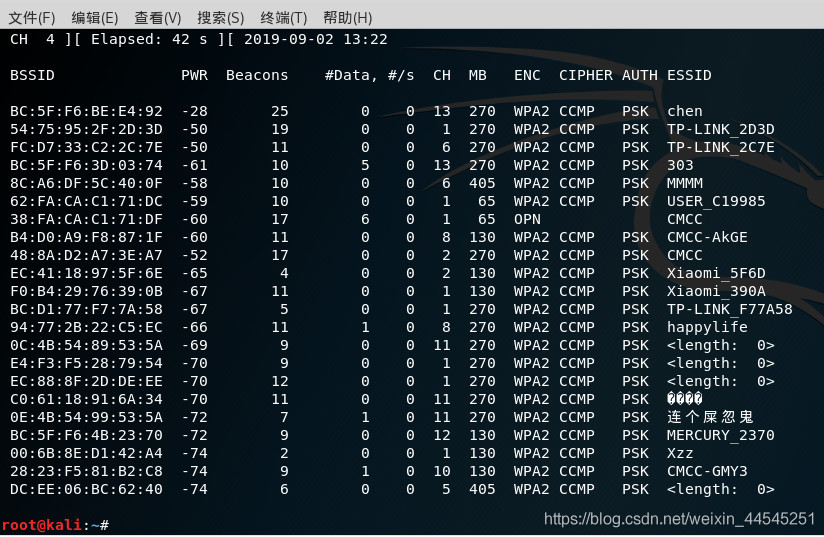 文件(F) 编辑(E) 查看(V) 搜索(S) 终端(T) 帮助(H)
CH 4 ][ Elapsed: 42 s ][ 2019-09-02 13:22
BSSID PWR Beacons #Data, #/s CH MB ENC CIPHER AUTH ESSID
BC:5F:F6:BE:E4:92 -28 25 0 0 13 270 WPA2 CCMP PSK chen
54:75:95:2F:2D:3D -50 19 0 0 1 270 WPA2 CCMP PSK TP-LINK_2D3D
FC:D7:33:C2:2C:7E -50 11 0 0 6 270 WPA2 CCMP PSK TP-LINK_2C7E
BC:5F:F6:3D:03:74 -61 10 5 0 13 270 WPA2 CCMP PSK 303
8C:A6:DF:5C:40:0F -58 10 0 0 6 405 WPA2 CCMP PSK MMMM
62:FA:CA:C1:71:DC -59 10 0 0 1 65 WPA2 CCMP PSK USER_C19985
38:FA:CA:C1:71:DF -60 17 6 0 1 65 OPN CMCC
B4:D0:A9:F8:87:1F -60 11 0 0 8 130 WPA2 CCMP PSK CMCC-AkGE
48:8A:D2:A7:3E:A7 -52 17 0 0 2 270 WPA2 CCMP PSK CMCC
EC:41:18:97:5F:6E -65 4 0 0 2 130 WPA2 CCMP PSK Xiaomi_5F6D
F0:B4:29:76:39:0B -67 11 0 0 1 130 WPA2 CCMP PSK Xiaomi_390A
BC:D1:77:F7:7A:58 -67 5 0 0 1 270 WPA2 CCMP PSK TP-LINK_F77A58
94:77:2B:22:C5:EC -66 11 1 0 8 270 WPA2 CCMP PSK happylife
0C:4B:54:89:53:5A -69 9 0 0 11 270 WPA2 CCMP PSK <length: 0>
E4:F3:F5:28:79:54 -70 9 0 0 1 270 WPA2 CCMP PSK <length: 0>
EC:88:8F:2D:DE:EE -70 12 0 0 1 270 WPA2 CCMP PSK <length: 0>
C0:61:18:91:6A:34 -70 11 0 0 11 270 WPA2 CCMP PSK ����
0E:4B:54:99:53:5A -72 7 1 0 11 270 WPA2 CCMP PSK 连个屎忽鬼
BC:5F:F6:4B:23:70 -72 9 0 0 12 130 WPA2 CCMP PSK MERCURY_2370
00:6B:8E:D1:42:A4 -74 2 0 0 1 130 WPA2 CCMP PSK Xzz
28:23:F5:81:B2:C8 -74 9 1 0 10 130 WPA2 CCMP PSK CMCC-GMY3
DC:EE:06:BC:62:40 -74 6 0 0 5 405 WPA2 CCMP PSK <length: 0>
root@kali:~#
https://blog.csdn.net/weixin_44545251